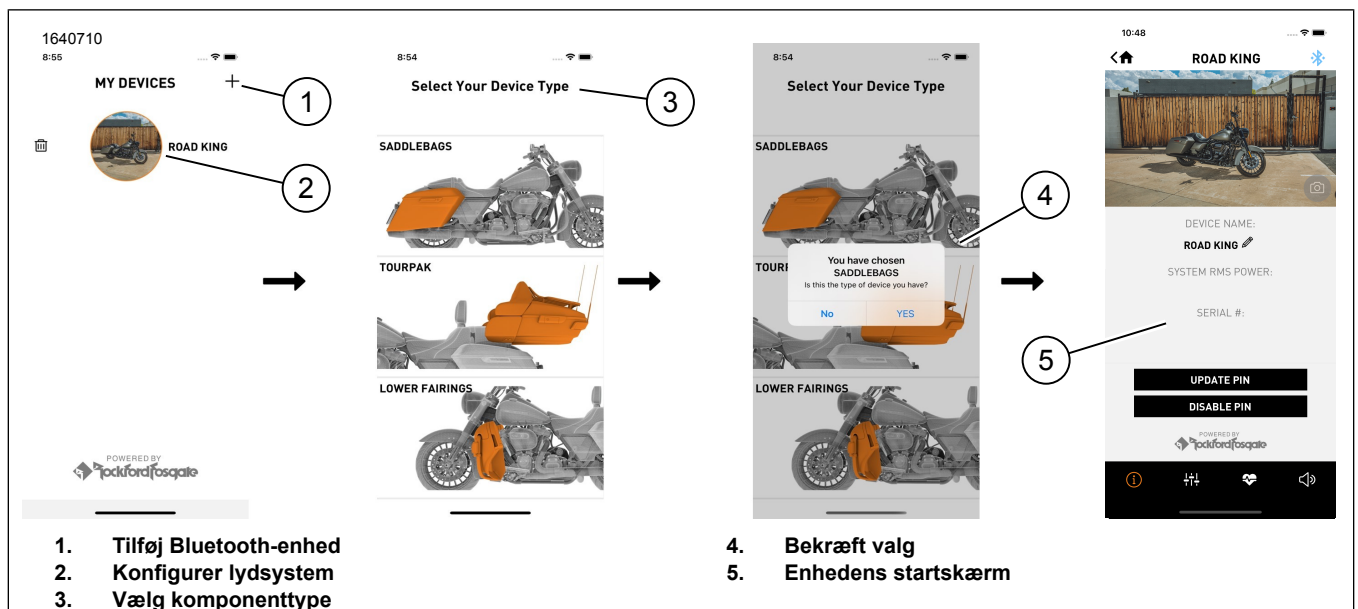 1640710
8:55
MY DEVICES +
1
ROAD KING
2
POWERED BY
Rockford Fosgate
8:54
Select Your Device Type
3
SADDLEBAGS
TOURPAK
LOWER FAIRINGS
8:54
Select Your Device Type
SADDLEBAGS
4
TOURP
You have chosen
SADDLEBAGS
Is this the type of device you have?
No YES
LOWER FAIRINGS
10:48
ROAD KING
DEVICE NAME:
ROAD KING
SYSTEM RMS POWER:
SERIAL #:
5
UPDATE PIN
DISABLE PIN
POWERED BY
Rockford Fosgate
1. Tilføj Bluetooth-enhed
2. Konfigurer lydsystem
3. Vælg komponenttype
4. Bekræft valg
5. Enhedens startskærm